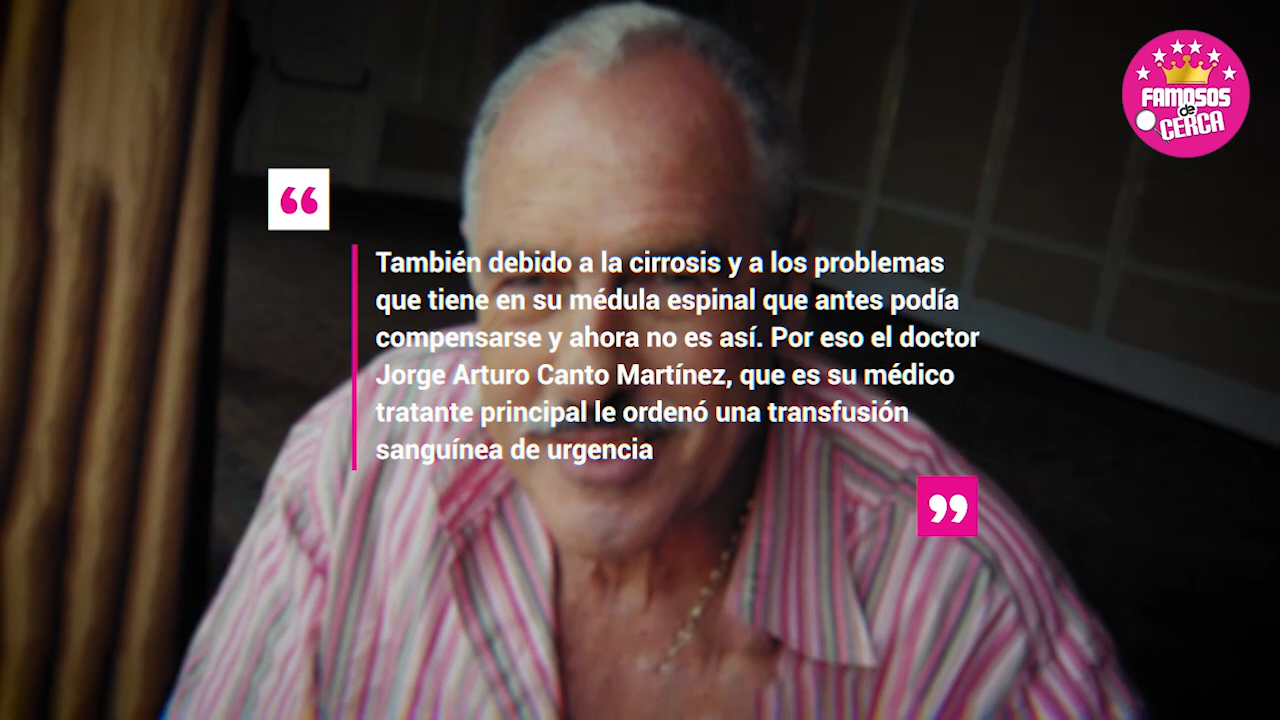 FAMOSOS
de
CERCA
“
También debido a la cirrosis y a los problemas
que tiene en su médula espinal que antes podía
compensarse y ahora no es así. Por eso el doctor
Jorge Arturo Canto Martínez, que es su médico
tratante principal le ordenó una transfusión
sanguínea de urgencia
”